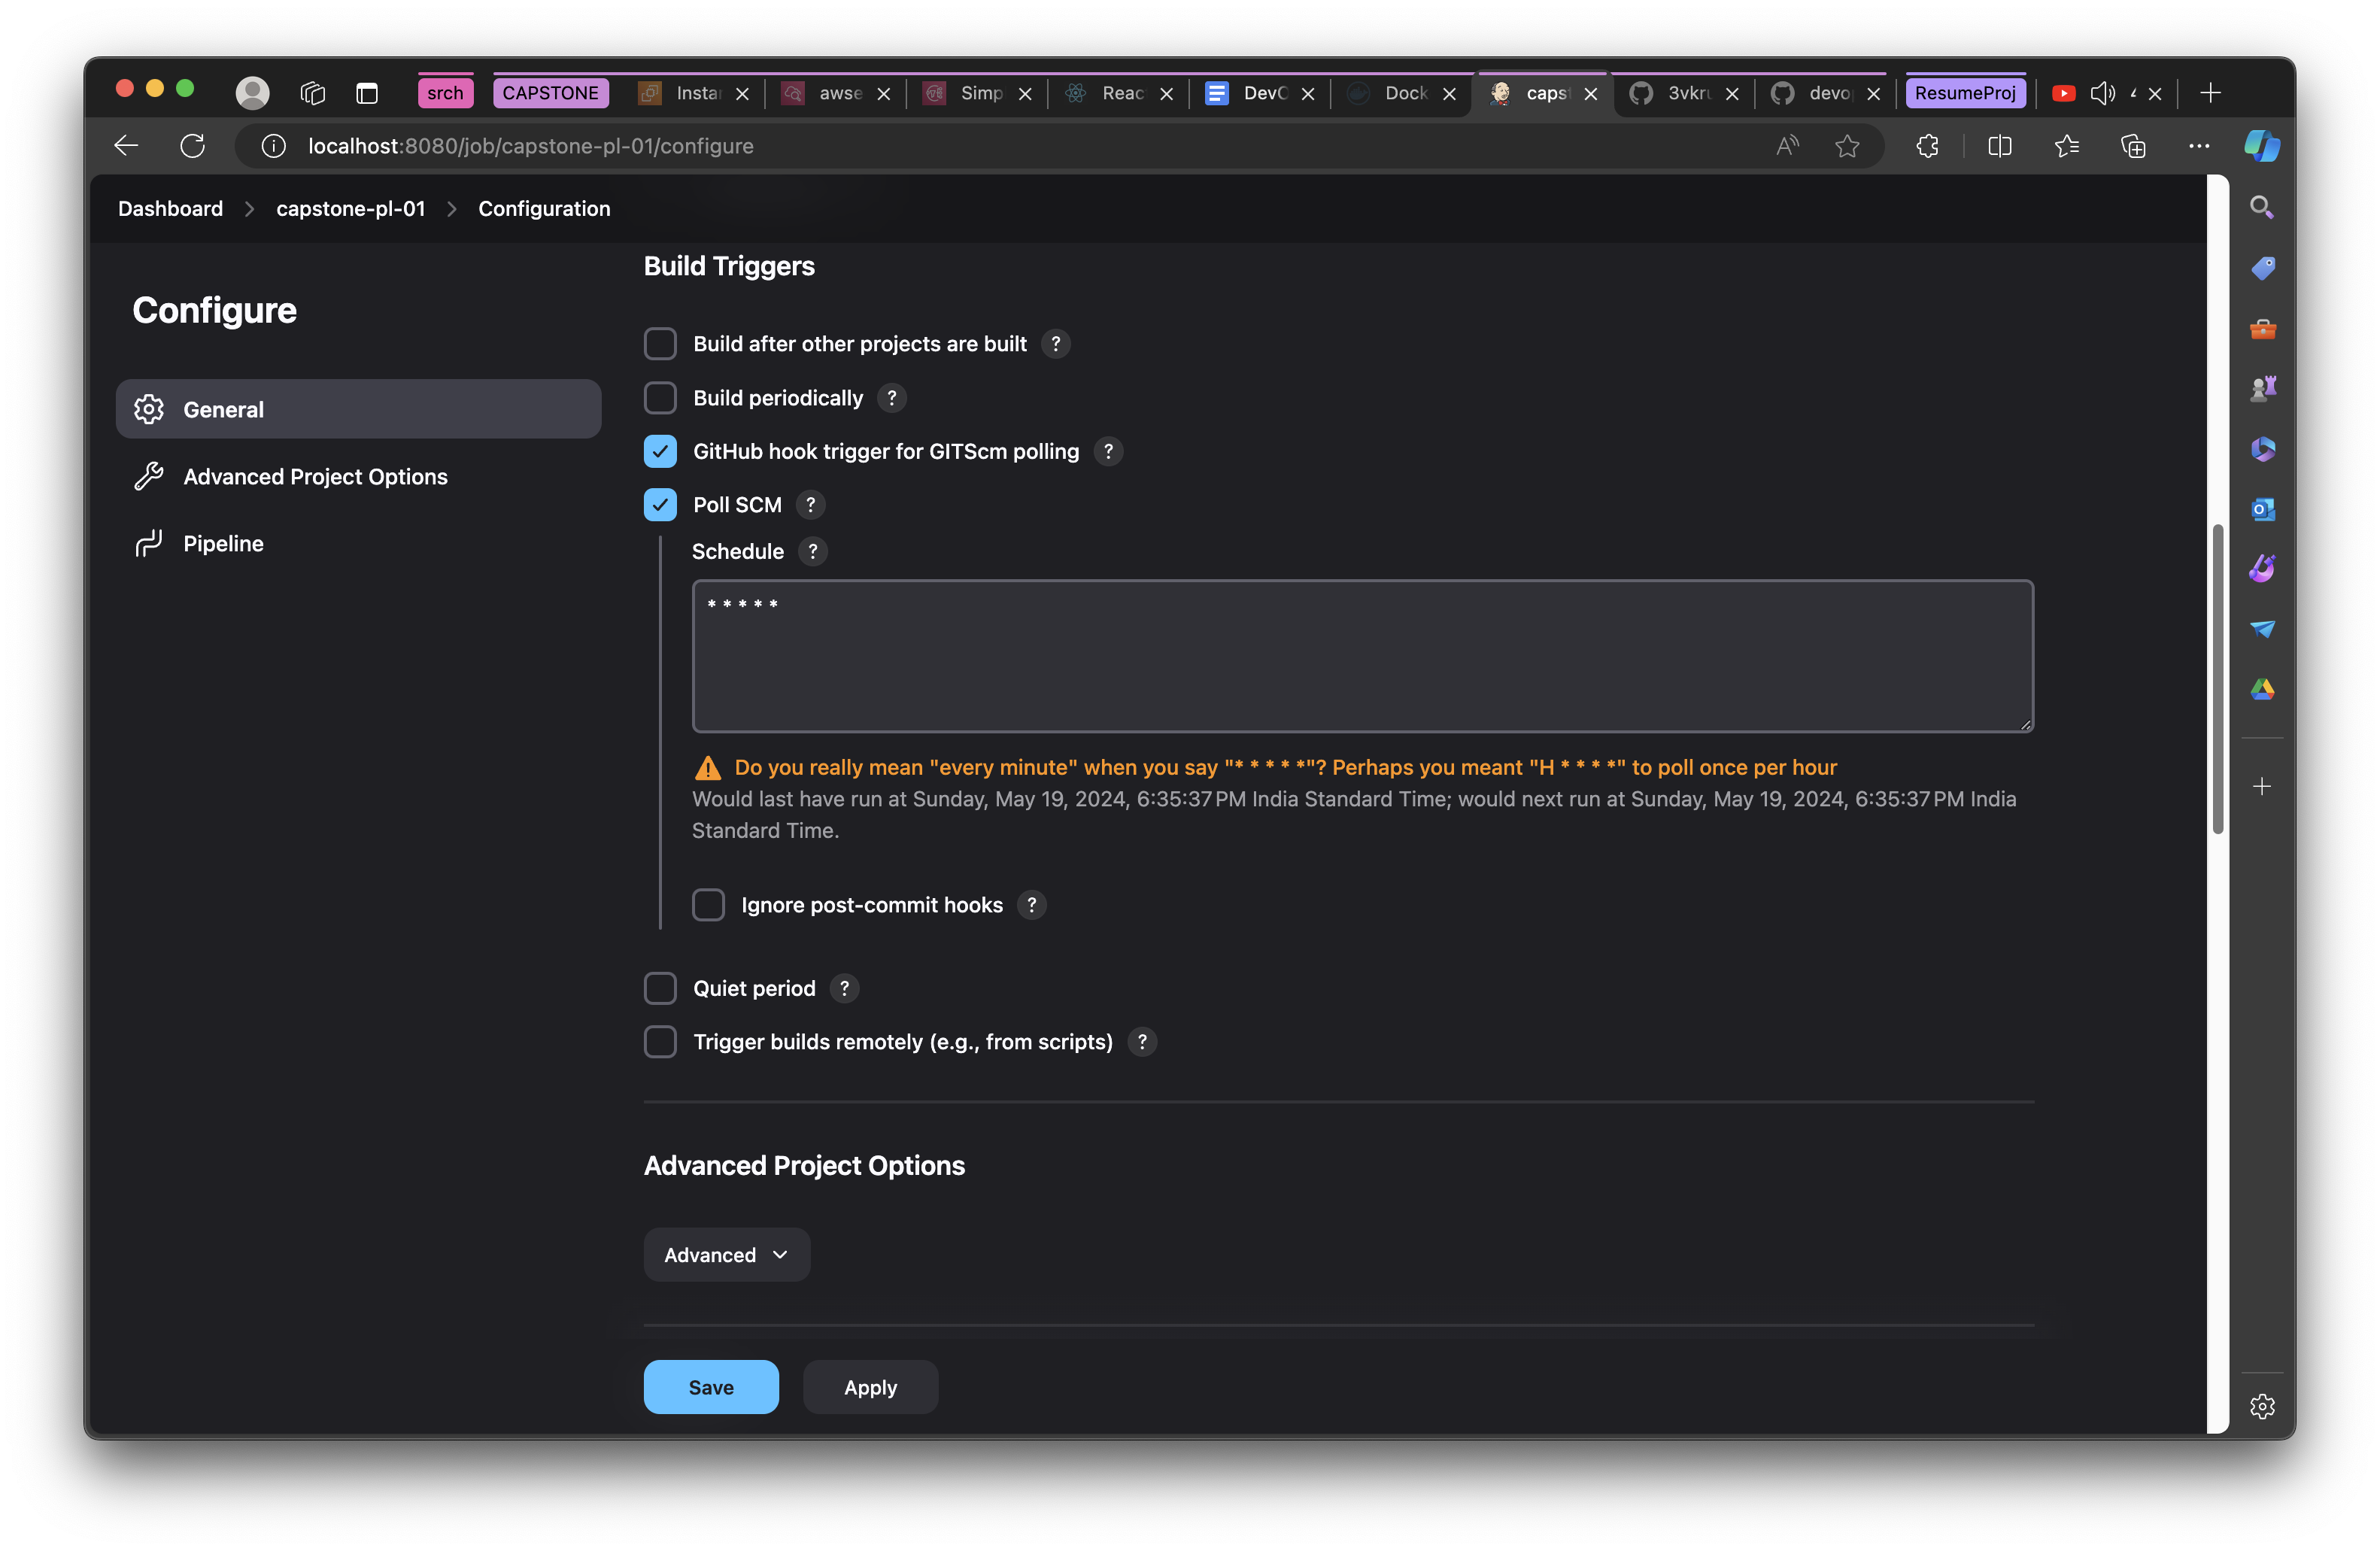 srch
CAPSTONE
Instar
awse
Simp
Reac
DevO
Dock
capst
3vkru
devop
ResumeProj
localhost:8080/job/capstone-pl-01/configure
Dashboard > capstone-pl-01 > Configuration
Configure
General
Advanced Project Options
Pipeline
Build Triggers
Build after other projects are built ?
Build periodically ?
GitHub hook trigger for GITScm polling ?
Poll SCM ?
Schedule ?
* * * * *
Do you really mean "every minute" when you say "* * * * *"? Perhaps you meant "H * * * *" to poll once per hour
Would last have run at Sunday, May 19, 2024, 6:35:37 PM India Standard Time; would next run at Sunday, May 19, 2024, 6:35:37 PM India
Standard Time.
Ignore post-commit hooks ?
Quiet period ?
Trigger builds remotely (e.g., from scripts) ?
Advanced Project Options
Advanced
Save
Apply